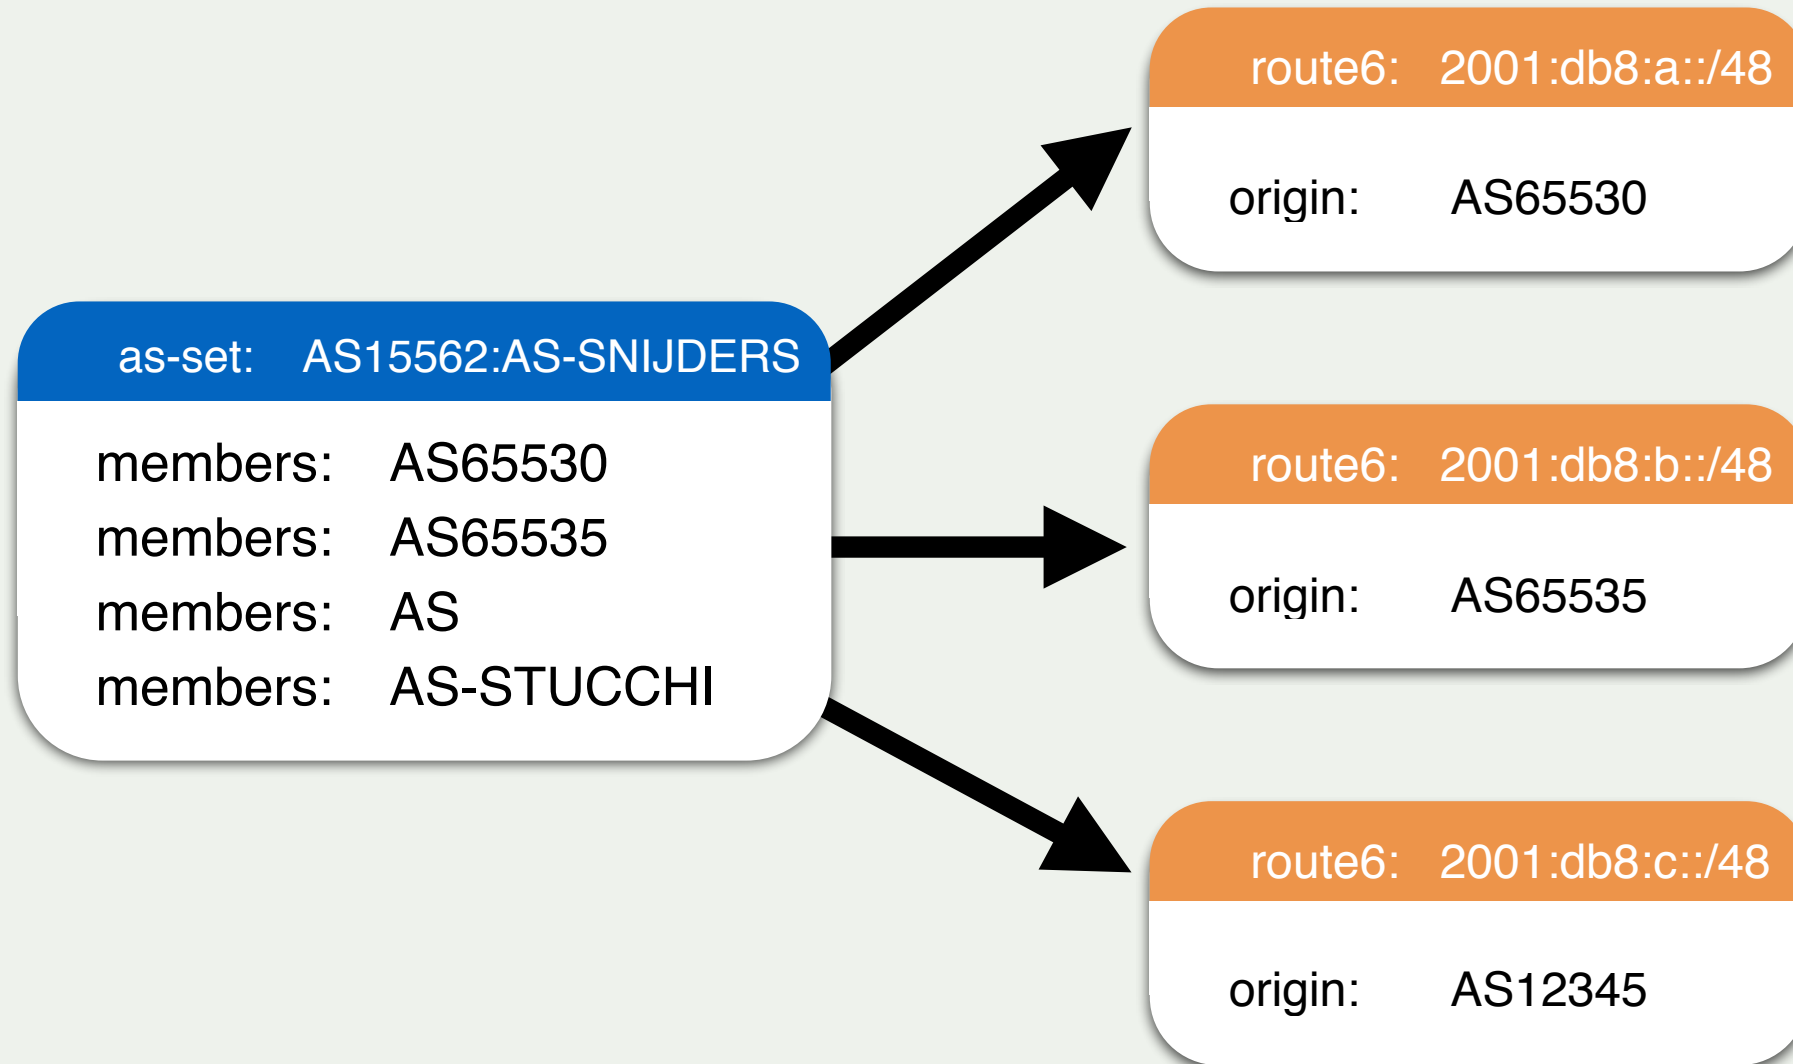 as-set: AS15562:AS-SNIJDERS
members: AS65530
members: AS65535
members: AS
members: AS-STUCCHI
route6: 2001:db8:a::/48
origin: AS65530
route6: 2001:db8:b::/48
origin: AS65535
route6: 2001:db8:c::/48
origin: AS12345